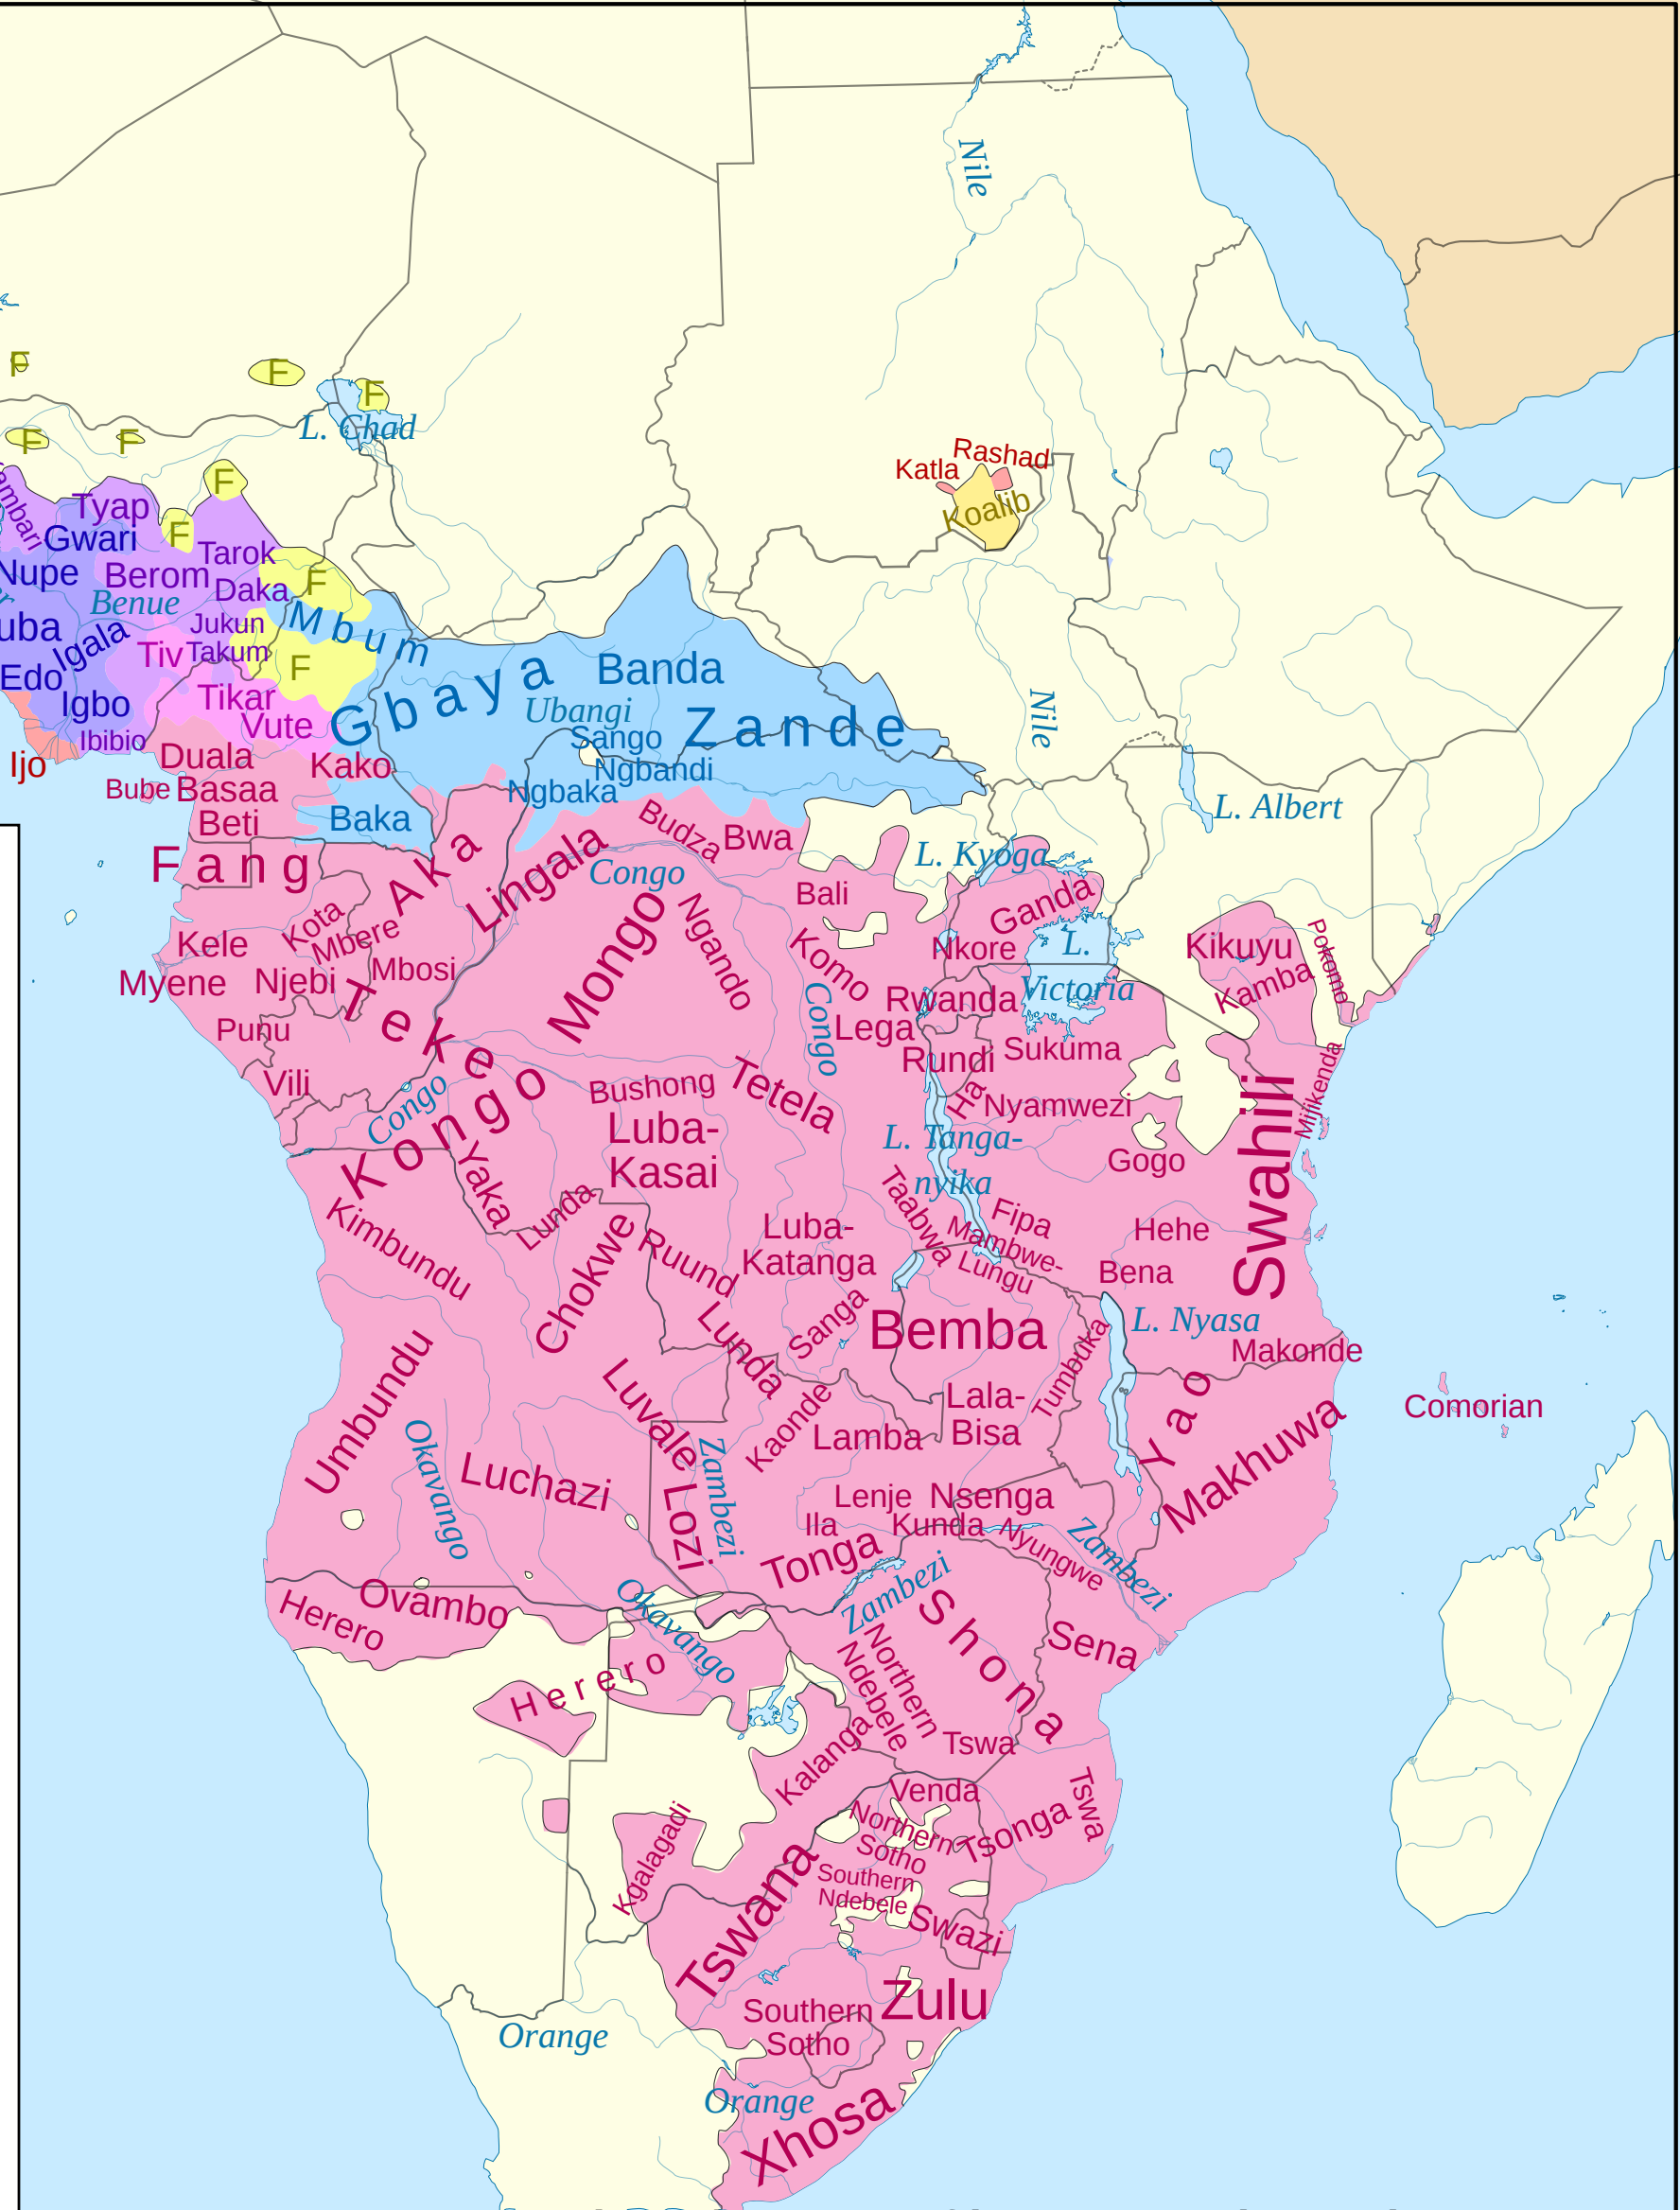 Nile
F
F
F
L. Chad
F
F
Rashad
Katla
F
Koalib
Tyap
F
Gwari
Tarok
Nupe
Berom
F
Daka
Benue
Mbum
Jukun
Takum
Igala
Tiv
F
Edo
Gbaya
Banda
Igbo
Tikar
Ubangi
Nile
Vute
Sango
Zande
Ibibio
Duala
Ijo
Kako
Ngbandi
Bube
Basaa
Ngbaka
L. Albert
Beti
Baka
Budza
Bwa
Fang
Aka
Lingala
Congo
L. Kyoga
Bali
Ganda
Kota
Mongo
Ngando
Kele
Mbere
Komo
Nkore
L.
Victoria
Kikuyu
Pokomo
Myene
Njebi
Mbosi
Kamba
Teke
Rwanda
Punu
Congo
Lega
Rundi
Sukuma
Vili
Congo
Kongo
Bushong
Tetela
Ha
Nyamwezi
Swahili
Mijikenda
Luba-
Kasai
L. Tanga-
nyika
Gogo
Yaka
Lunda
Taabwa
Fipa
Kimbundu
Chokwe
Ruund
Luba-
Katanga
Mambwe-
Lungu
Hehe
Bena
Sanga
Lunda
Bemba
Tumbuka
L. Nyasa
Makonde
Umbundu
Luvale
Kaonde
Lala-
Bisa
Yao
Comorian
Okavango
Lamba
Makhuwa
Luchazi
Zambezi
Lozi
Lenje
Nsenga
Ila
Kunda
Nyungwe
Zambezi
Tonga
Zambezi
Herero
Ovambo
Okavango
Shona
Sena
Northern
Ndebele
Herero
Kalanga
Tswa
Tswa
Venda
Kgalagadi
Northern
Sotho
Tsonga
Tswana
Southern
Ndebele
Swazi
Zulu
Southern
Sotho
Orange
Orange
Xhosa